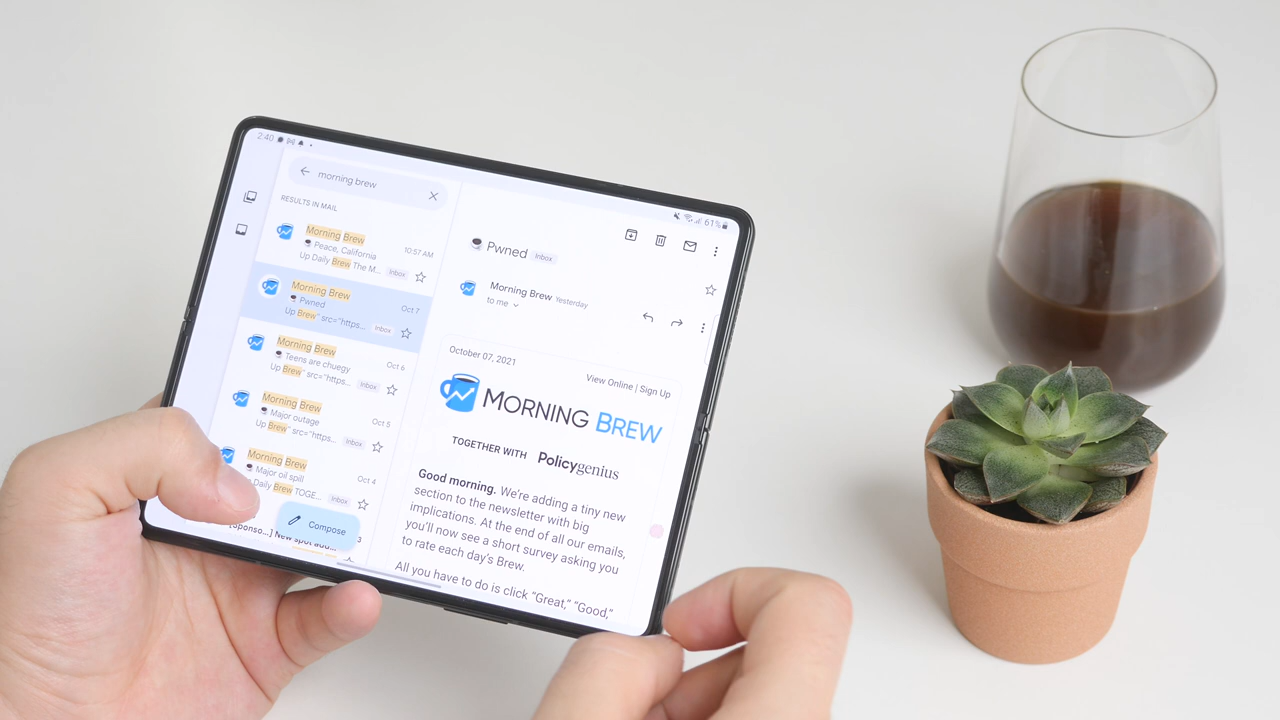 2:40
morning brew
RESULTS IN MAIL
Morning Brew
10:57 AM
Peace, California
Up Daily Brew The M...
Inbox
Morning Brew
Oct 7
Pwned
Up Brew" src="https...
Inbox
Morning Brew
Oct 6
Teens are chuegy
Up Brew" src="https...
Inbox
Morning Brew
Oct 5
Major outage
Up Brew" src="https...
Inbox
Morning Brew
Oct 4
Major oil spill
Daily Brew TOGE...
Inbox
Compose
61%
Pwned Inbox
Morning Brew Yesterday
to me
October 07, 2021
View Online | Sign Up
MORNING BREW
TOGETHER WITH Policygenius
Good morning. We're adding a tiny new
section to the newsletter with big
implications. At the end of all our emails,
you'll now see a short survey asking you
to rate each day's Brew.
All you have to do is click "Great," "Good,"